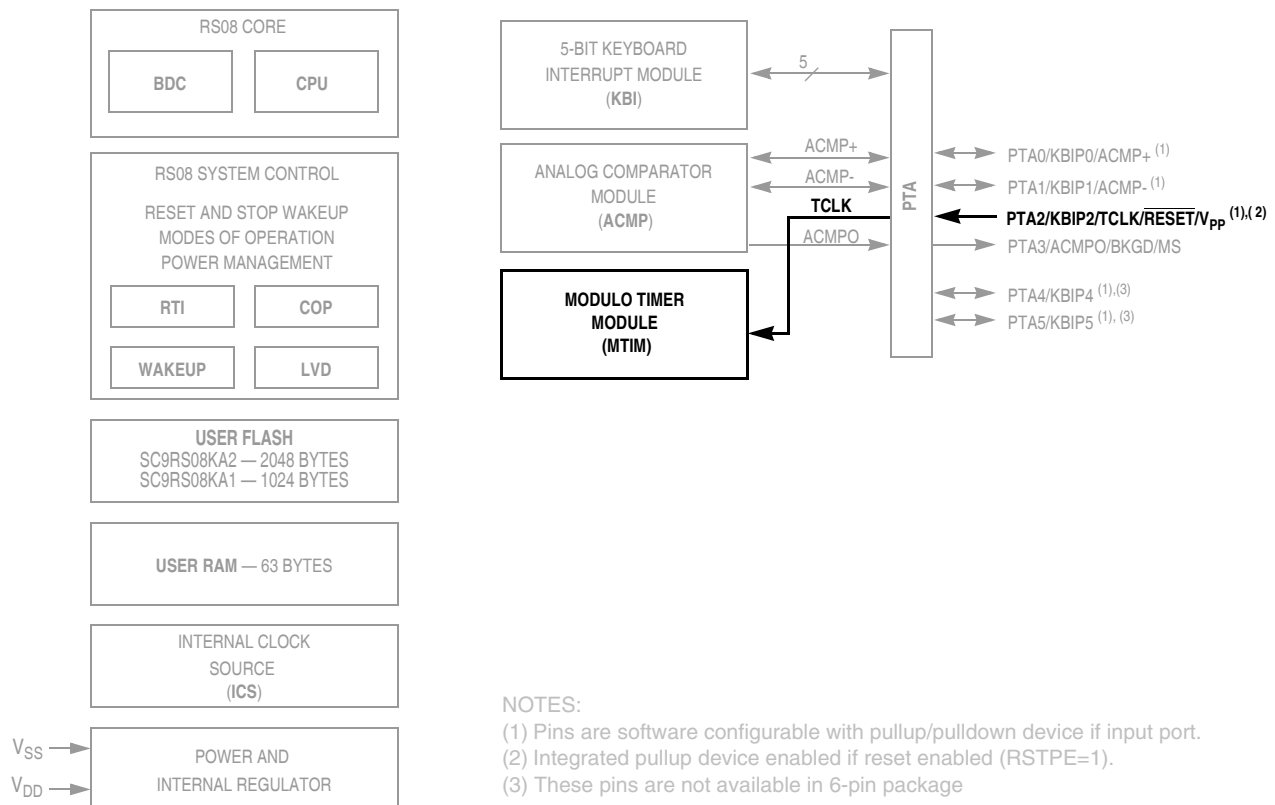 RS08 CORE
BDC
CPU
RS08 SYSTEM CONTROL
RESET AND STOP WAKEUP
MODES OF OPERATION
POWER MANAGEMENT
RTI
COP
WAKEUP
LVD
USER FLASH
SC9RS08KA2 — 2048 BYTES
SC9RS08KA1 — 1024 BYTES
USER RAM — 63 BYTES
INTERNAL CLOCK
SOURCE
(ICS)
VSS
VDD
POWER AND
INTERNAL REGULATOR
5-BIT KEYBOARD
INTERRUPT MODULE
(KBI)
5
ANALOG COMPARATOR
MODULE
(ACMP)
ACMP+
ACMP-
TCLK
ACMPO
MODULO TIMER
MODULE
(MTIM)
PTA
PTA0/KBIP0/ACMP+ (1)
PTA1/KBIP1/ACMP- (1)
PTA2/KBIP2/TCLK/RESET/VPP (1),( 2)
PTA3/ACMPO/BKGD/MS
PTA4/KBIP4 (1),(3)
PTA5/KBIP5 (1), (3)
NOTES:
(1) Pins are software configurable with pullup/pulldown device if input port.
(2) Integrated pullup device enabled if reset enabled (RSTPE=1).
(3) These pins are not available in 6-pin package